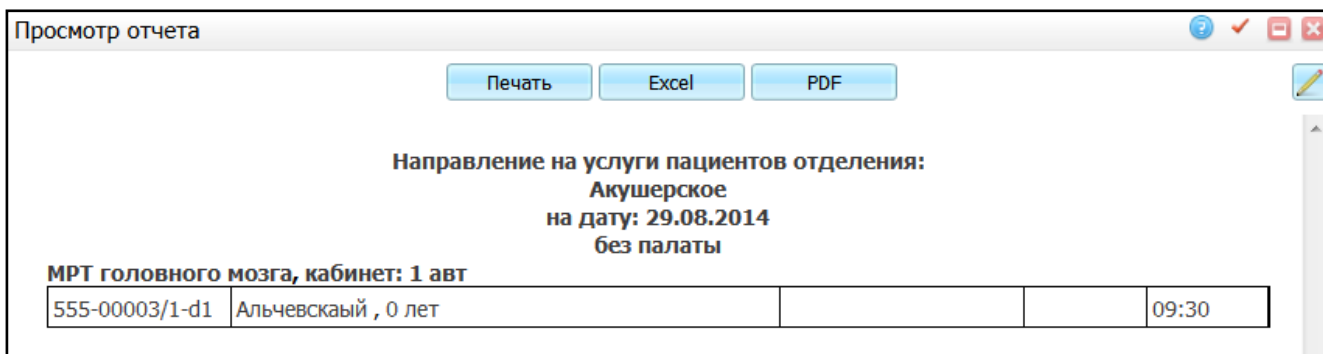 Просмотр отчета
Печать Excel PDF
Направление на услуги пациентов отделения:
Акушерское
на дату: 29.08.2014
без палаты
МРТ головного мозга, кабинет: 1 авт
555-00003/1-d1 Альчевскаый , 0 лет 09:30